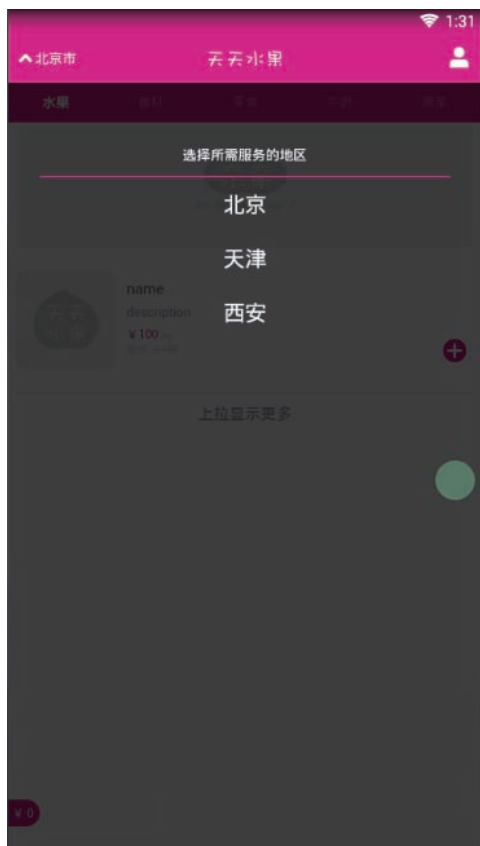 1:31
北京市
天天水果
水果
选择所需服务的地区
北京
天津
西安
name
description
￥100
上拉显示更多
￥ 0